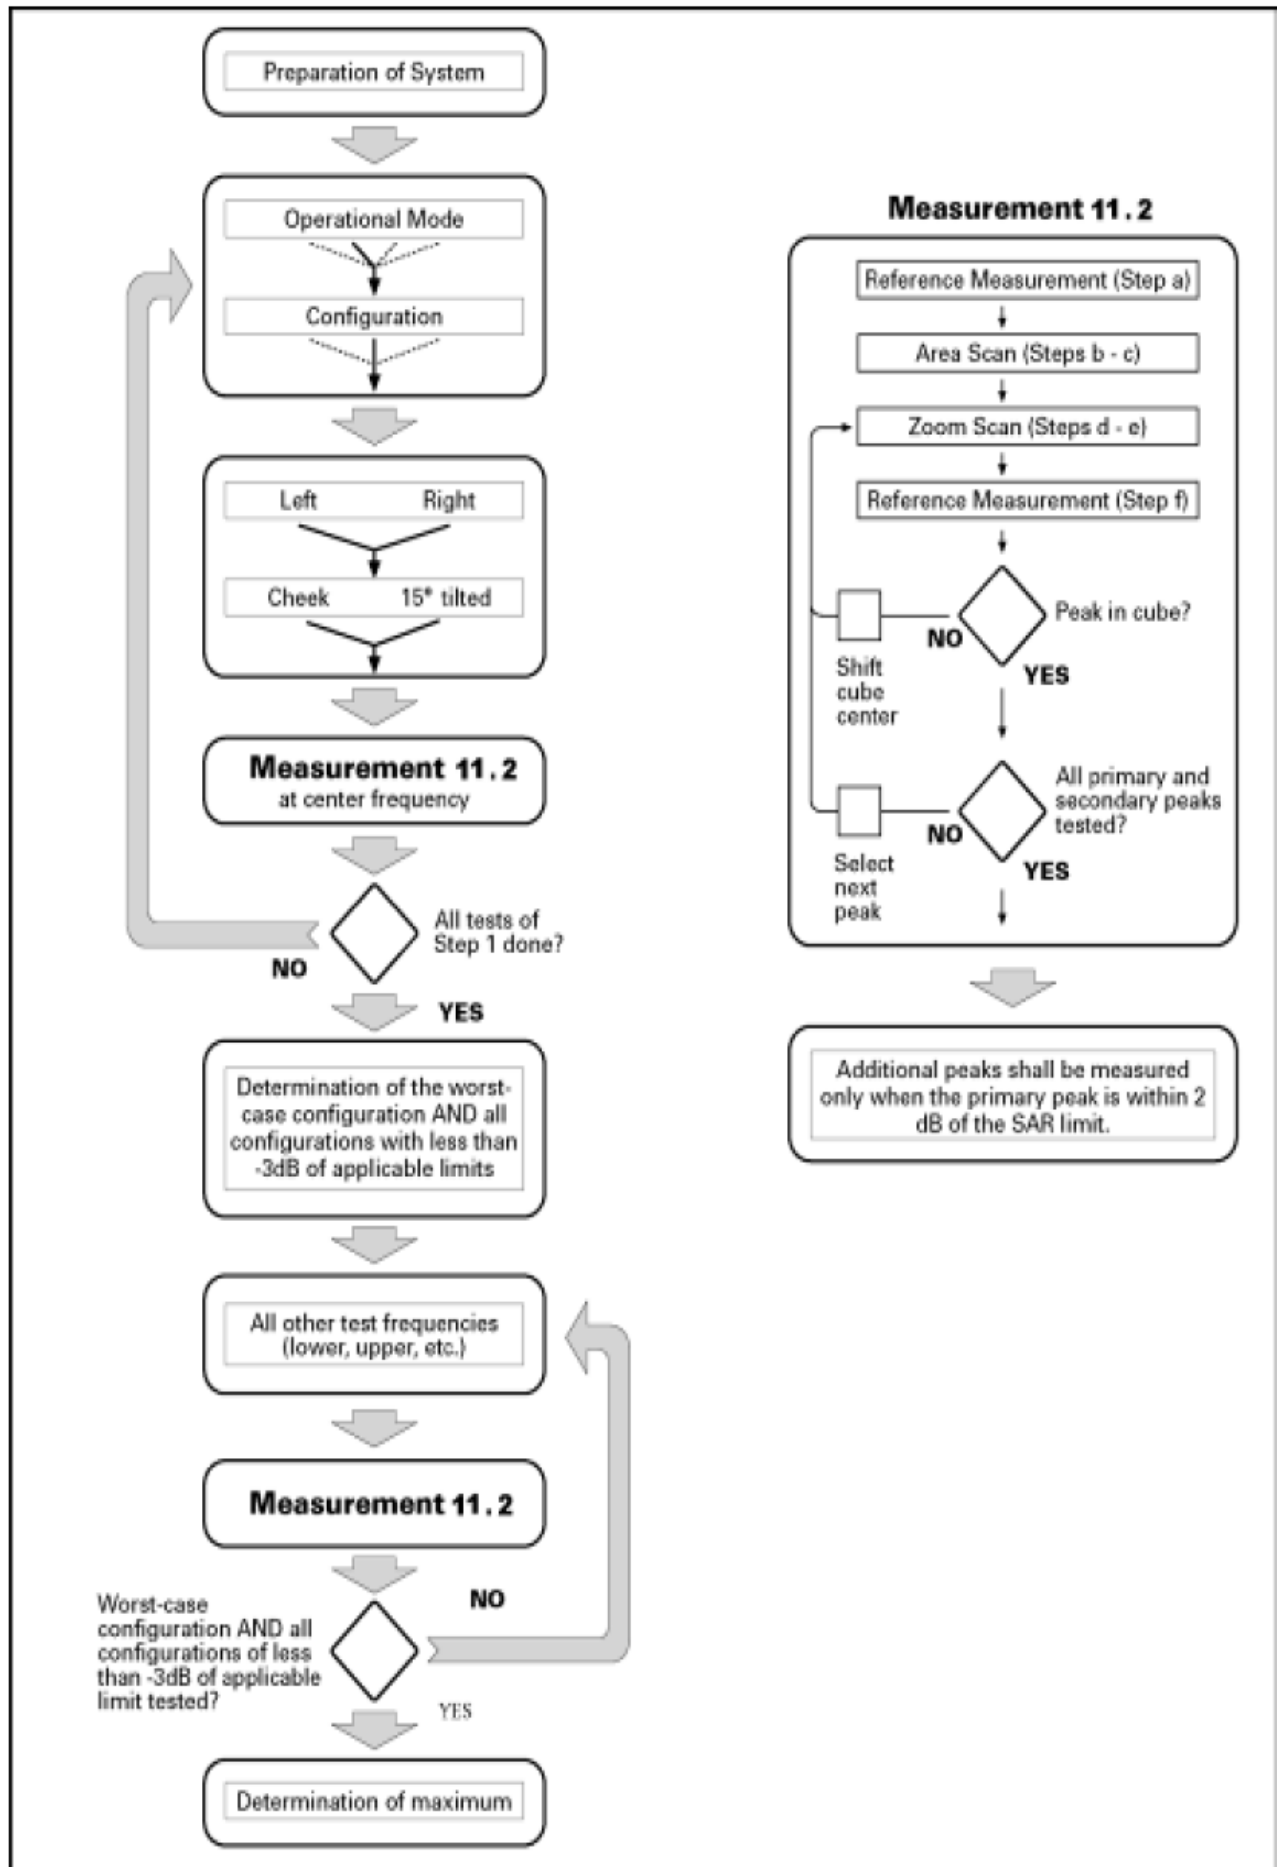 Preparation of System
Operational Mode
Configuration
Left Right
Cheek 15° tilted
Measurement 11.2
at center frequency
All tests of
Step 1 done?
NO
YES
Determination of the worst-
case configuration AND all
configurations with less than
-3dB of applicable limits
All other test frequencies
(lower, upper, etc.)
Measurement 11.2
NO
Worst-case
configuration AND all
configurations of less
than -3dB of applicable
limit tested?
YES
Determination of maximum
Measurement 11.2
Reference Measurement (Step a)
Area Scan (Steps b - c)
Zoom Scan (Steps d - e)
Reference Measurement (Step f)
Peak in cube?
NO
Shift
cube
center
YES
All primary and
secondary peaks
tested?
NO
Select
next
peak
YES
Additional peaks shall be measured
only when the primary peak is within 2
dB of the SAR limit.